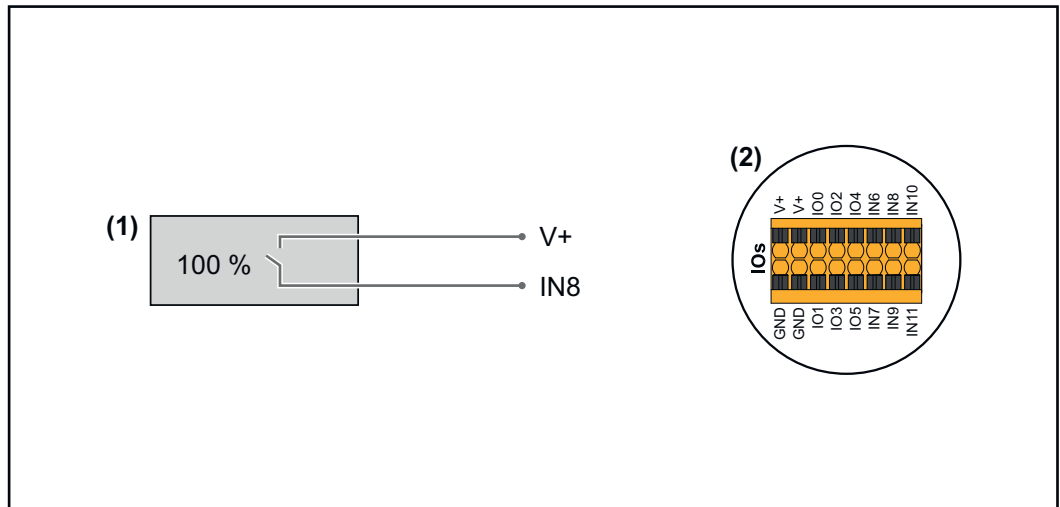 (1)
100 %
V+
IN8
(2)
V+
V+
IO0
IO2
IO4
IN6
IN8
IN10
IOs
GND
GND
IO1
IO3
IO5
IN7
IN9
IN11